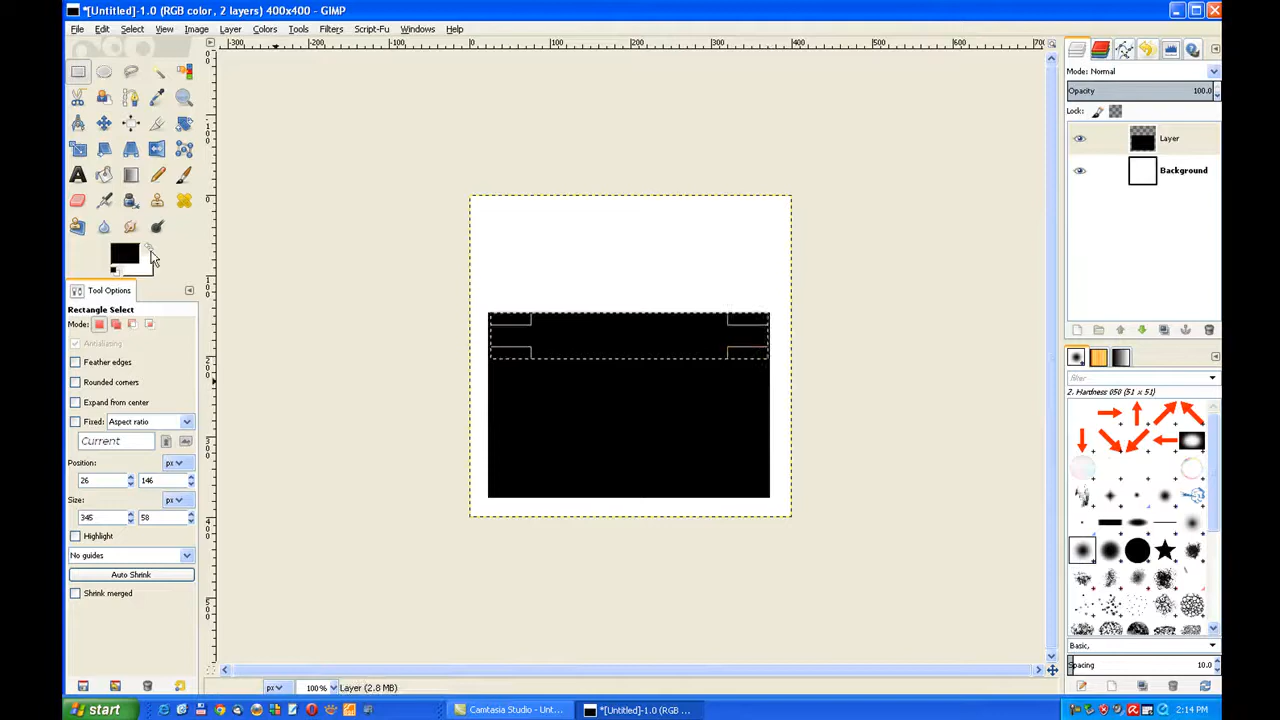 *[Untitled]-1.0 (RGB color, 2 layers) 400x400 - GIMP
File Edit Select View Image Layer Colors Tools Filters Script-Fu Windows Help
Mode: Normal
Opacity 100.0
Lock:
Layer
Background
Tool Options
Rectangle Select
Mode:
Antialiasing
Feather edges
Rounded corners
Expand from center
Fixed: Aspect ratio
Current
Position: px
26 146
Size: px
345 58
Highlight
No guides
Auto Shrink
Shrink merged
filter
2. Hardness 050 (51 x 51)
Basic,
Spacing 10.0
px 100% Layer (2.8 MB)
start Camtasia Studio - Unt... *[Untitled]-1.0 (RGB ... 2:14 PM